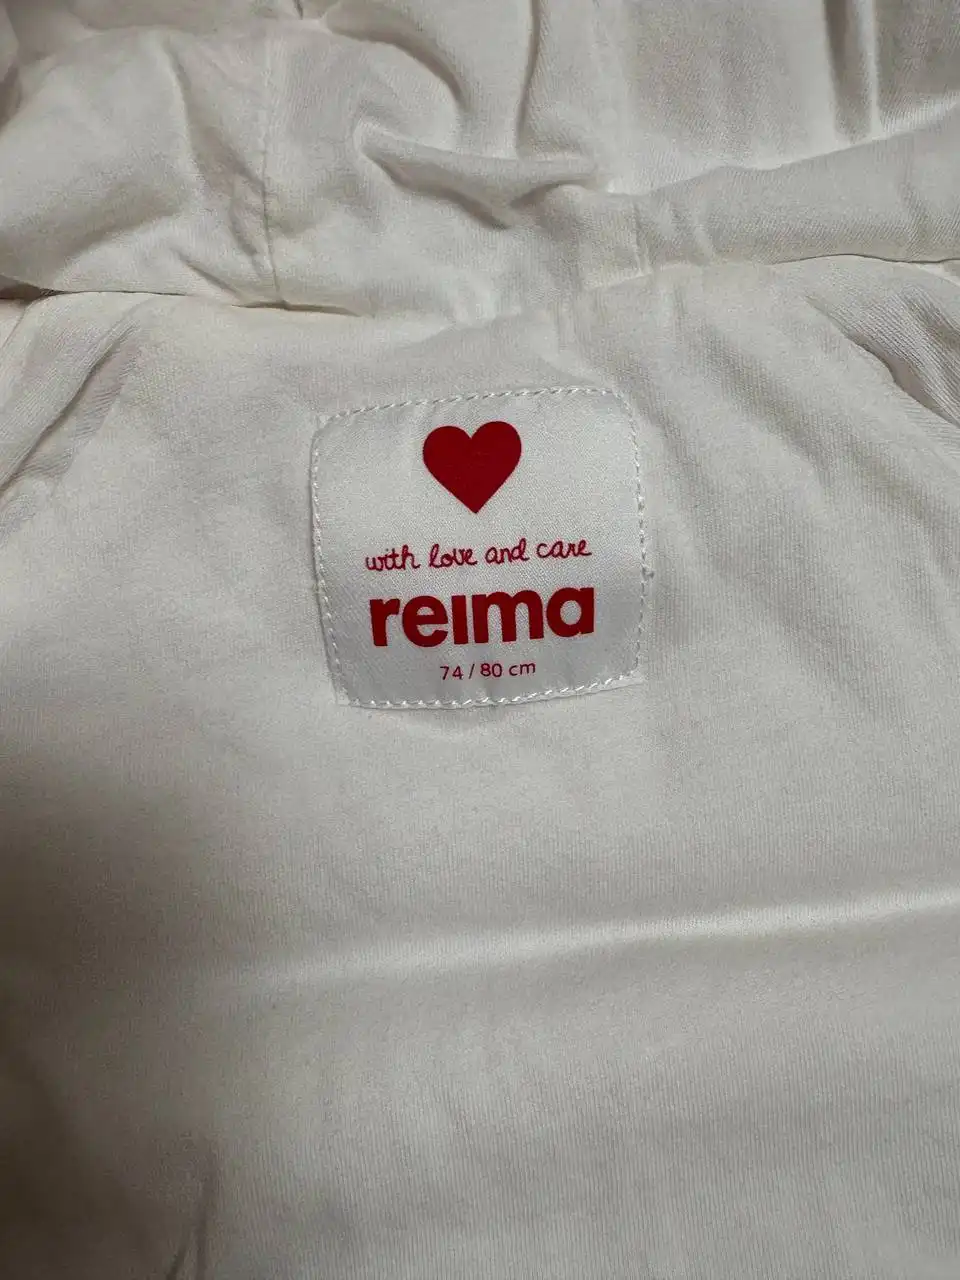 with love and care
reima
74 / 80 cm